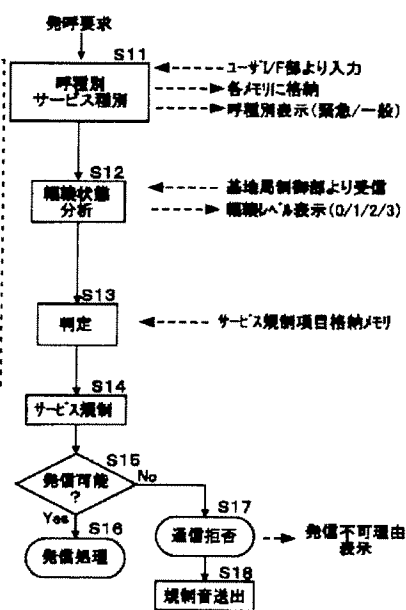 発呼要求
S11
呼種別
サービス種別
ユーザI/F部より入力
各メモリに格納
呼種別表示(緊急/一般)
S12
輻輳状態
分析
基地局制御部より受信
輻輳レベル表示(0/1/2/3)
S13
判定
サービス規制項目格納メモリ
S14
サービス規制
S15
発信可能
?
No
Yes
S16
発信処理
S17
通信拒否
発信不可理由
表示
S18
規制音送出